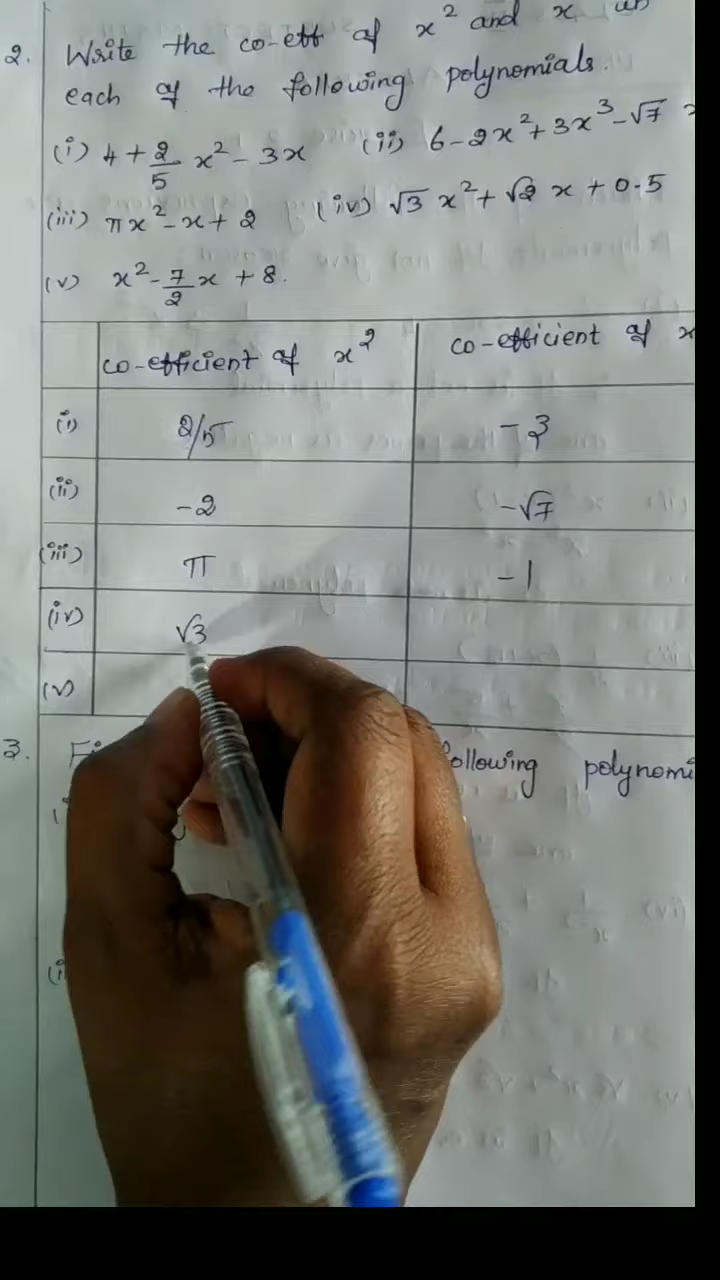 2. Write the co-eff of x² and x in
each of the following polynomials.
(i) 4 + 2/5 x² - 3x (ii) 6 - 2x² + 3x³ - √7 x
(iii) πx² - x + 2 (iv) √3 x² + √2 x + 0.5
(v) x² - 7/2 x + 8.
co-efficient of x² co-efficient of x
(i) 2/5 -3
(ii) -2 -√7
(iii) π -1
(iv) √3
(v)
3. following polynomi